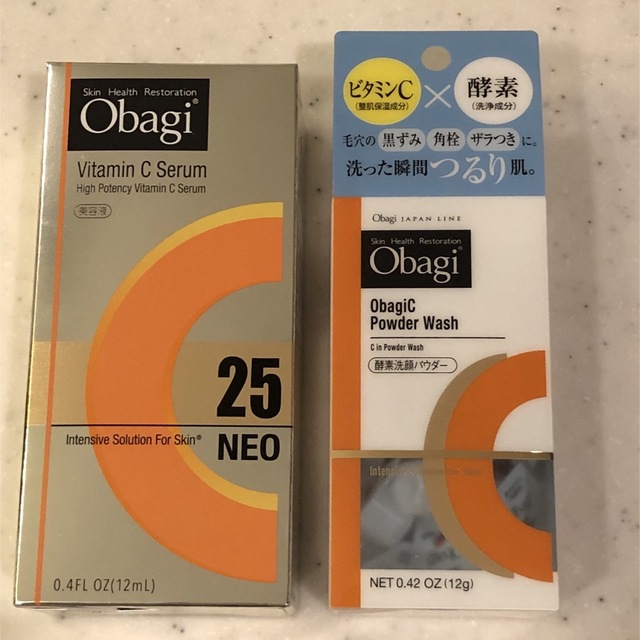 Skin Health Restoration
Obagi®
Vitamin C Serum
High Potency Vitamin C Serum
美容液
25
Intensive Solution For Skin®
NEO
0.4FL OZ(12mL)
ビタミンC
(整肌保湿成分)
×
酵素
(洗浄成分)
毛穴の 黒ずみ 角栓 ザラつき に。
洗った瞬間つるり肌。
Obagi JAPAN LINE
Skin Health Restoration
Obagi®
ObagiC
Powder Wash
C in Powder Wash
酵素洗顔パウダー
NET 0.42 OZ (12g)